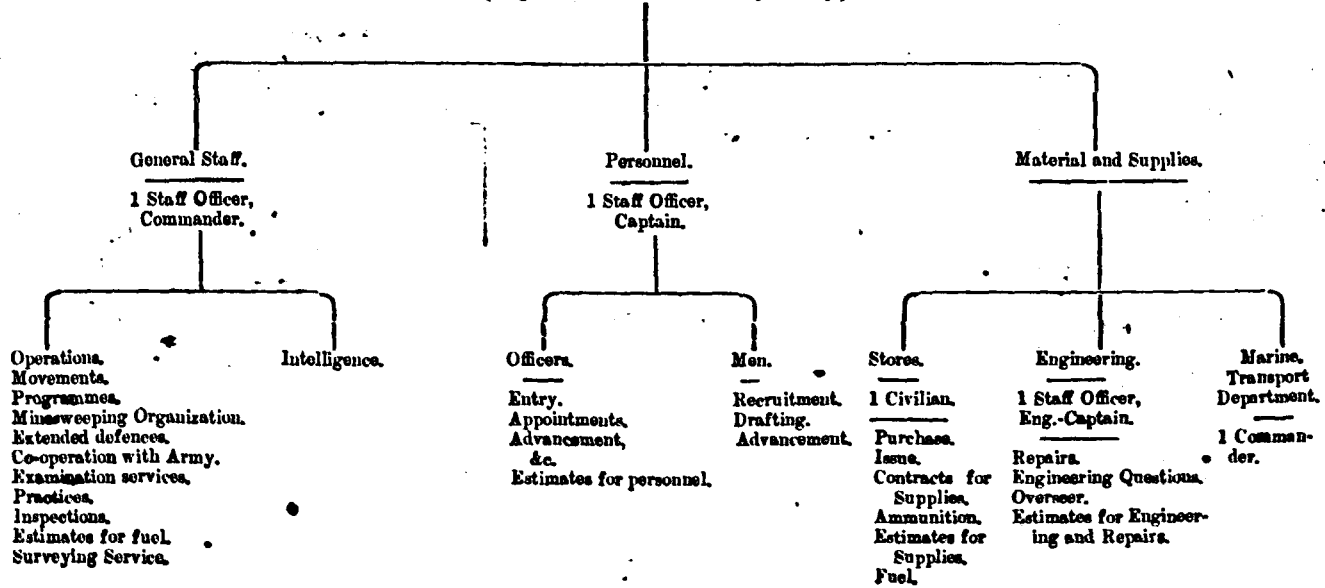 General Staff.
1 Staff Officer,
Commander.
Personnel.
1 Staff Officer,
Captain.
Material and Supplies.
Operations.
Movements.
Programmes.
Minesweeping Organization.
Extended defences.
Co-operation with Army.
Examination services.
Practices.
Inspections.
Estimates for fuel.
Surveying Service.
Intelligence.
Officers.
Entry.
Appointments.
Advancement,
&c.
Estimates for personnel.
Men.
Recruitment.
Drafting.
Advancement.
Stores.
1 Civilian.
Purchase.
Issue.
Contracts for
Supplies.
Ammunition.
Estimates for
Supplies.
Fuel.
Engineering.
1 Staff Officer,
Eng.-Captain.
Repairs.
Engineering Questions.
Overseer.
Estimates for Engineer-
ing and Repairs.
Marine.
Transport
Department.
1 Comman-
der.